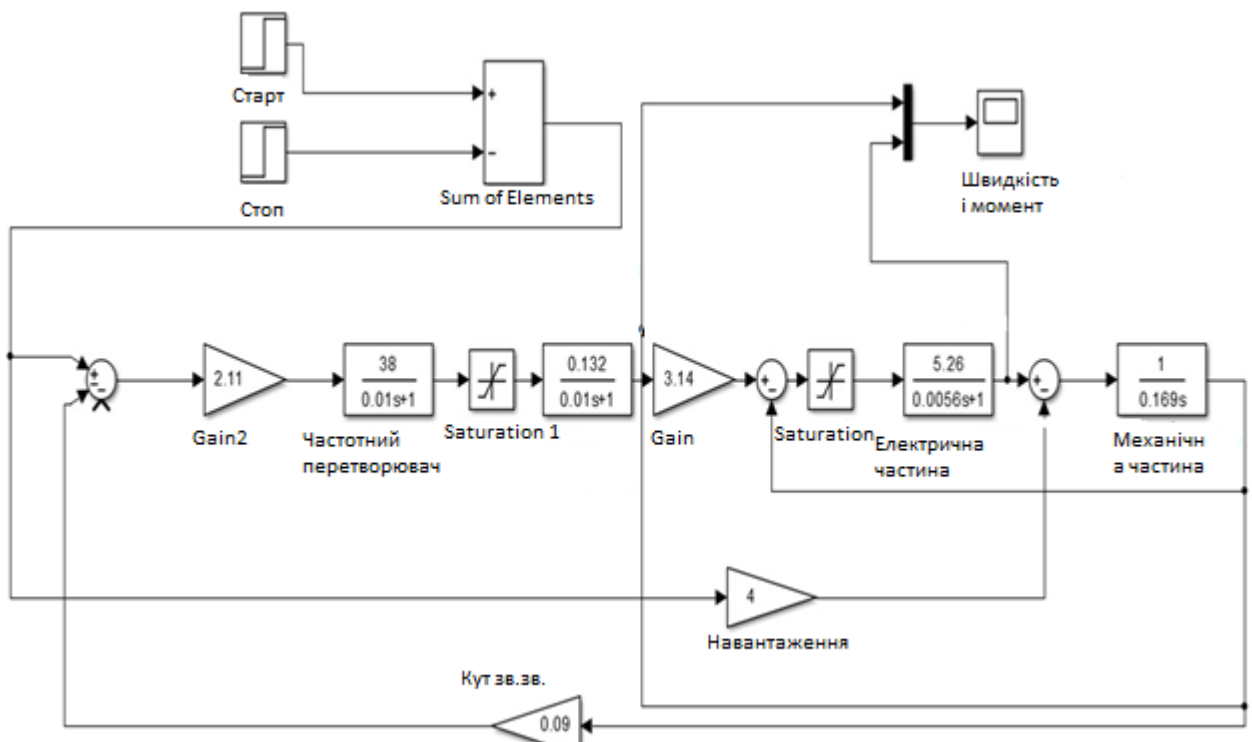 Старт
+
−
Стоп
Sum of Elements
Швидкість
і момент
+
−
−
2.11
38
0.01s+1
0.132
0.01s+1
3.14
+
−
5.26
0.0056s+1
+
−
1
0.169s
Gain2
Частотний
перетворювач
Saturation 1
Gain
Saturation
Електрична
частина
Механічн
а частина
4
Навантаження
Кут зв.зв.
0.09